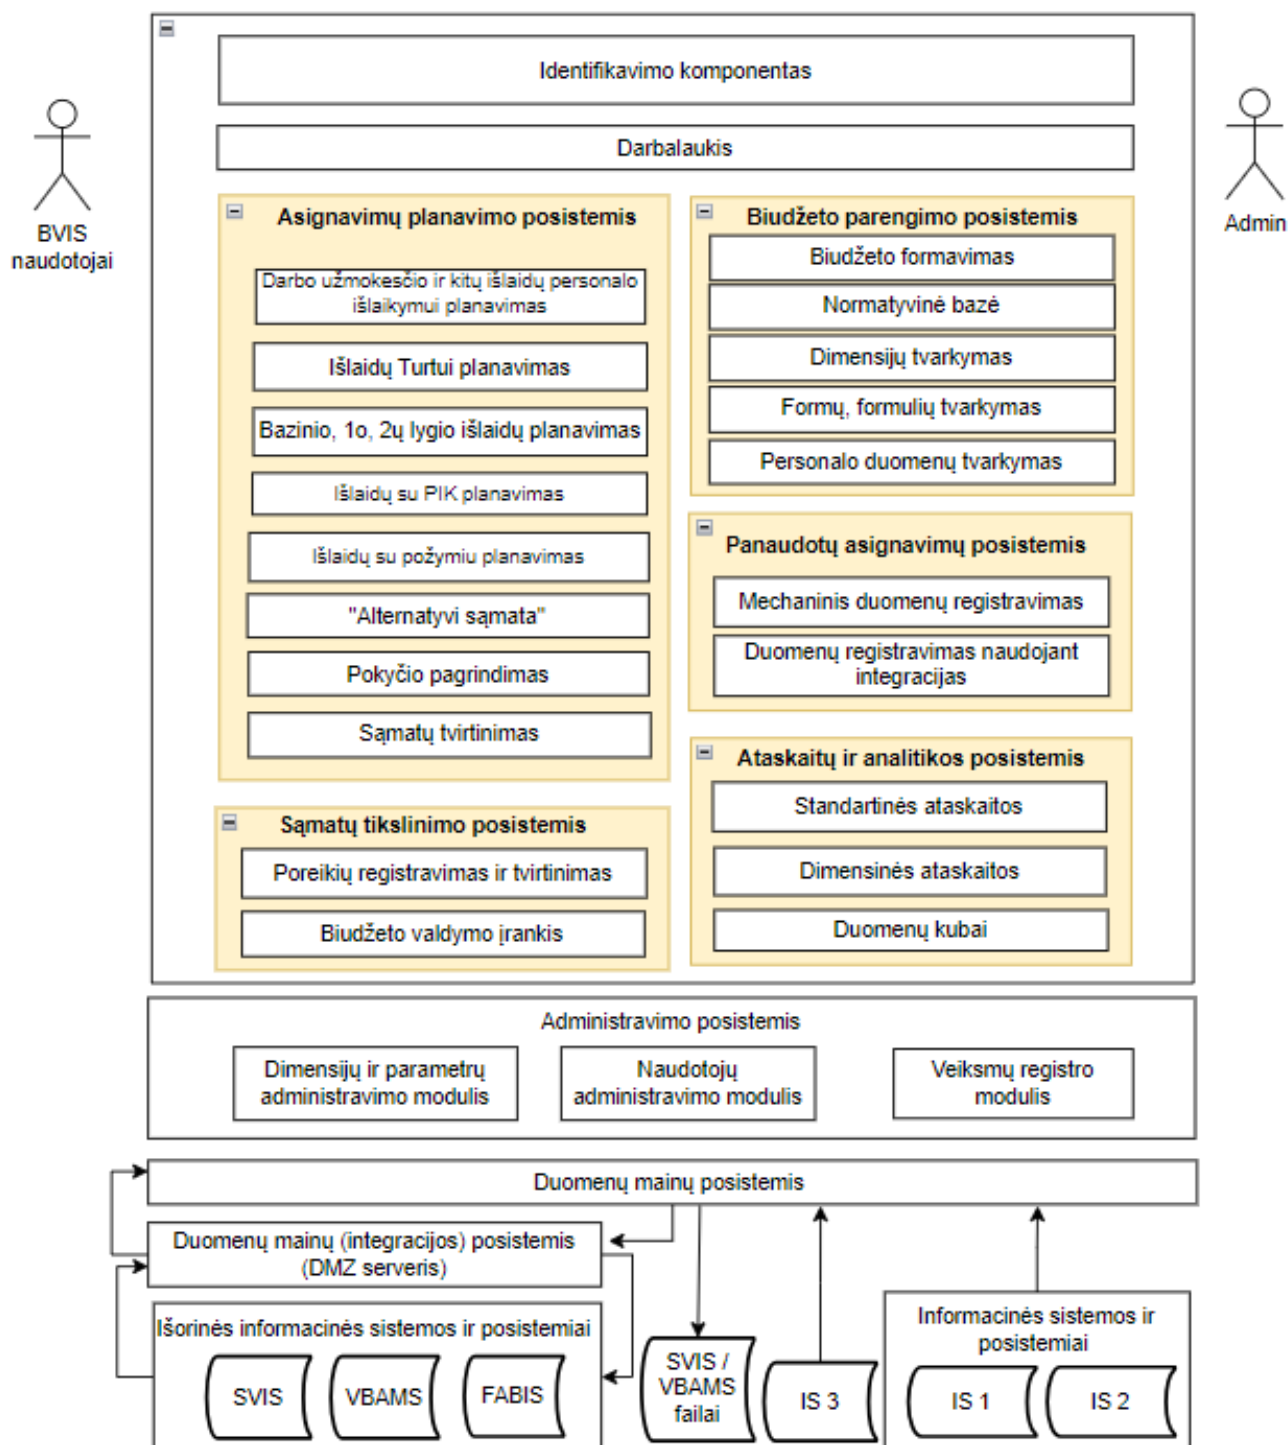 Identifikavimo komponentas
Darbalaukis
BVIS
naudotojai
Admin
Asignavimų planavimo posistemis
Darbo užmokesčio ir kitų išlaidų personalo
išlaikymui planavimas
Išlaidų Turtui planavimas
Bazinio, 1o, 2ų lygio išlaidų planavimas
Išlaidų su PIK planavimas
Išlaidų su požymiu planavimas
"Alternatyvi sąmata"
Pokyčio pagrindimas
Sąmatų tvirtinimas
Sąmatų tikslinimo posistemis
Poreikių registravimas ir tvirtinimas
Biudžeto valdymo įrankis
Biudžeto parengimo posistemis
Biudžeto formavimas
Normatyvinė bazė
Dimensijų tvarkymas
Formų, formulių tvarkymas
Personalo duomenų tvarkymas
Panaudotų asignavimų posistemis
Mechaninis duomenų registravimas
Duomenų registravimas naudojant
integracijas
Ataskaitų ir analitikos posistemis
Standartinės ataskaitos
Dimensinės ataskaitos
Duomenų kubai
Administravimo posistemis
Dimensijų ir parametrų
administravimo modulis
Naudotojų
administravimo modulis
Veiksmų registro
modulis
Duomenų mainų posistemis
Duomenų mainų (integracijos) posistemis
(DMZ serveris)
Išorinės informacinės sistemos ir posistemiai
SVIS
VBAMS
FABIS
SVIS /
VBAMS
failai
IS 3
Informacinės sistemos ir
posistemiai
IS 1
IS 2